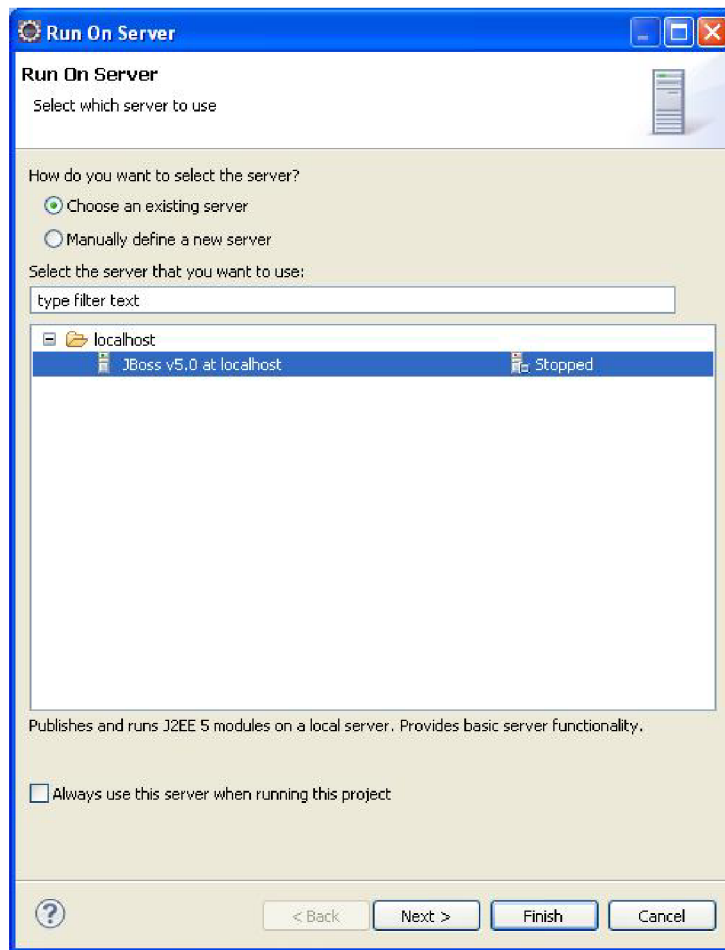 Run On Server
Run On Server
Select which server to use
How do you want to select the server?
Choose an existing server
Manually define a new server
Select the server that you want to use:
type filter text
localhost
JBoss v5.0 at localhost Stopped
Publishes and runs J2EE 5 modules on a local server. Provides basic server functionality.
Always use this server when running this project
? < Back Next > Finish Cancel